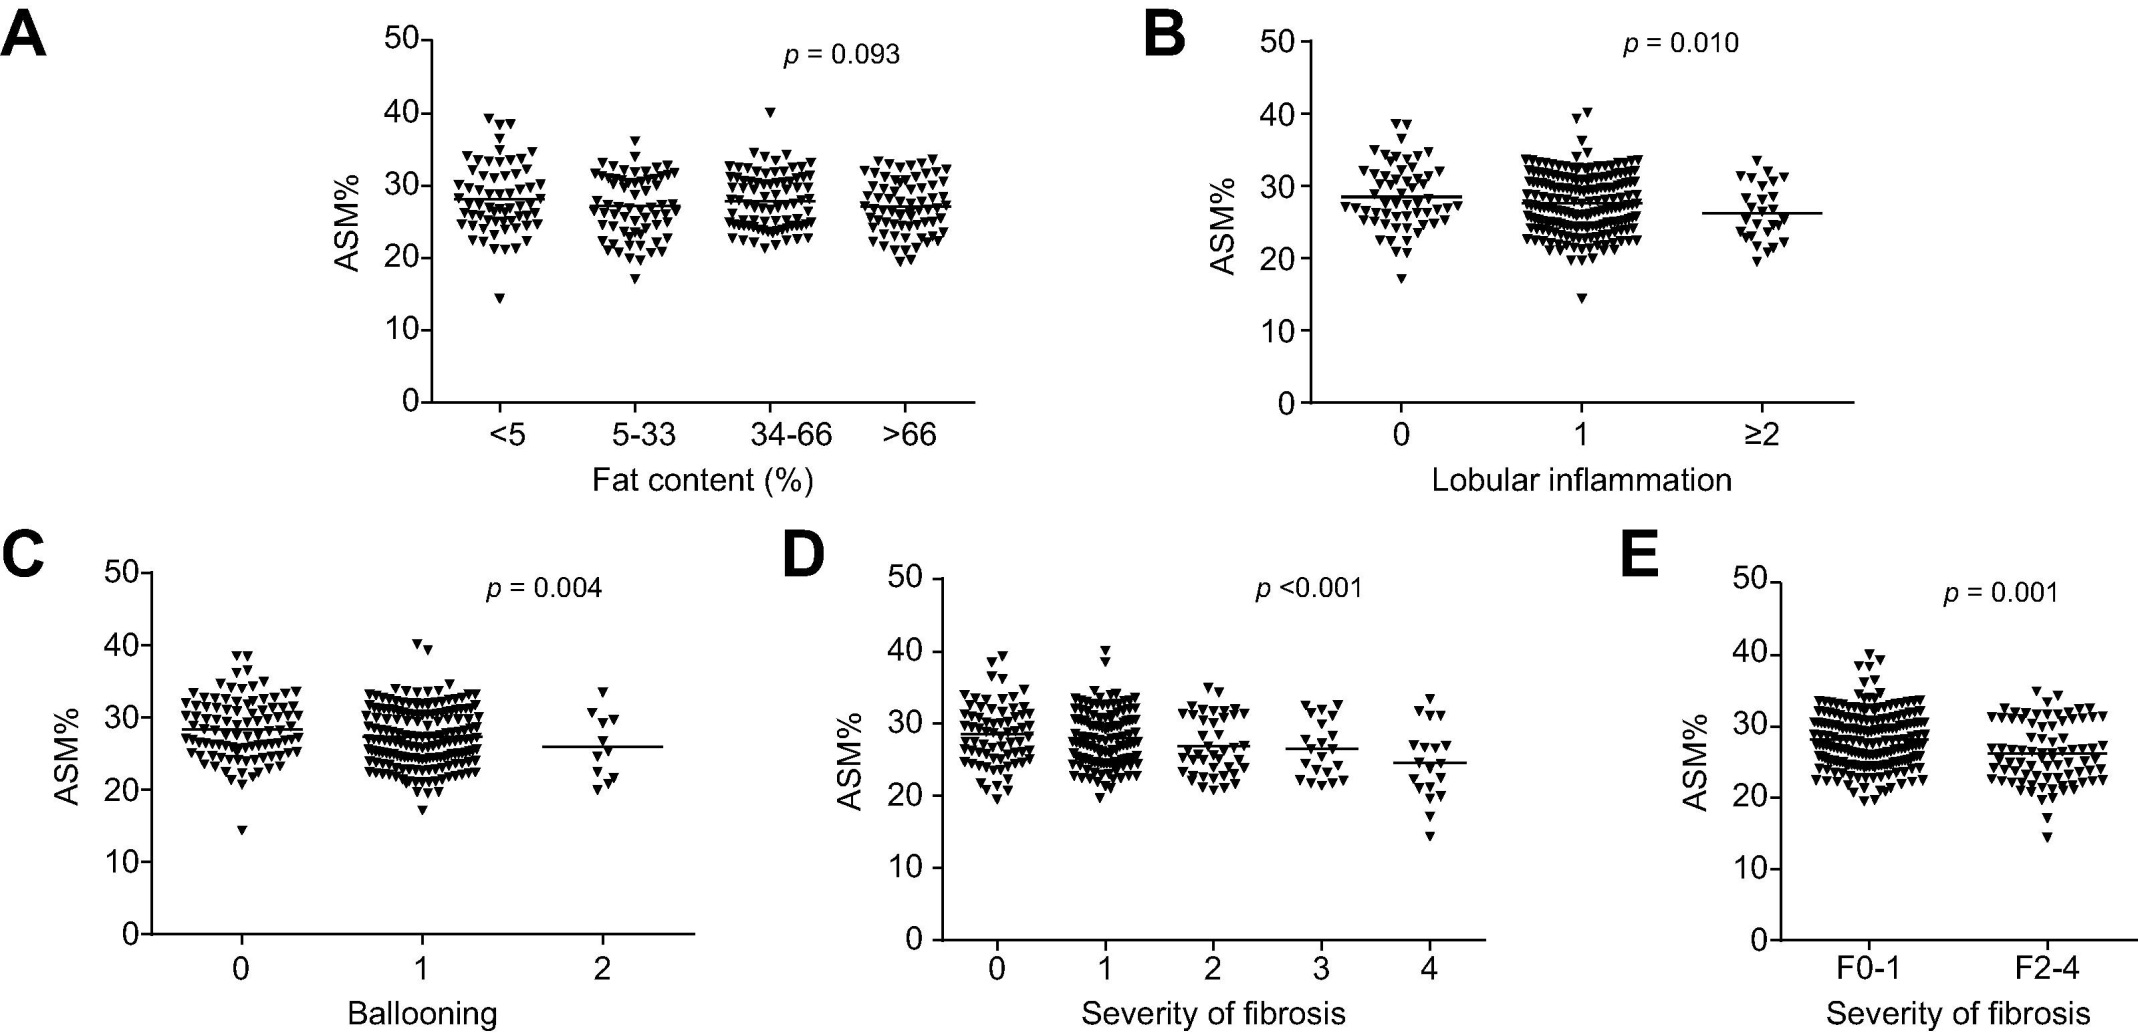 A
p = 0.093
ASM%
50
40
30
20
10
0
<5 5-33 34-66 >66
Fat content (%)
B
p = 0.010
ASM%
50
40
30
20
10
0
0 1 ≥2
Lobular inflammation
C
p = 0.004
ASM%
50
40
30
20
10
0
0 1 2
Ballooning
D
p <0.001
ASM%
50
40
30
20
10
0
0 1 2 3 4
Severity of fibrosis
E
p = 0.001
ASM%
50
40
30
20
10
0
F0-1 F2-4
Severity of fibrosis